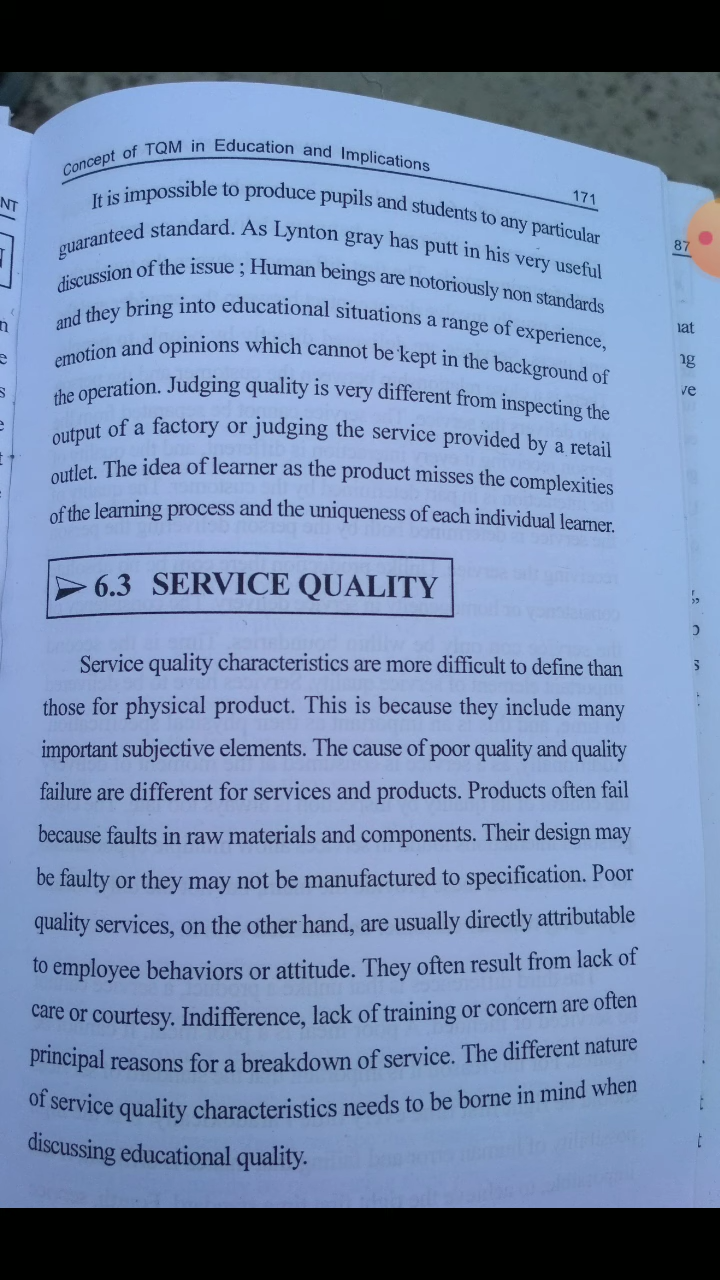 Concept of TQM in Education and Implications
171
It is impossible to produce pupils and students to any particular
guaranteed standard. As Lynton gray has putt in his very useful
discussion of the issue ; Human beings are notoriously non standards
and they bring into educational situations a range of experience,
emotion and opinions which cannot be kept in the background of
the operation. Judging quality is very different from inspecting the
output of a factory or judging the service provided by a retail
outlet. The idea of learner as the product misses the complexities
of the learning process and the uniqueness of each individual learner.
6.3 SERVICE QUALITY
Service quality characteristics are more difficult to define than
those for physical product. This is because they include many
important subjective elements. The cause of poor quality and quality
failure are different for services and products. Products often fail
because faults in raw materials and components. Their design may
be faulty or they may not be manufactured to specification. Poor
quality services, on the other hand, are usually directly attributable
to employee behaviors or attitude. They often result from lack of
care or courtesy. Indifference, lack of training or concern are often
principal reasons for a breakdown of service. The different nature
of service quality characteristics needs to be borne in mind when
discussing educational quality.
87